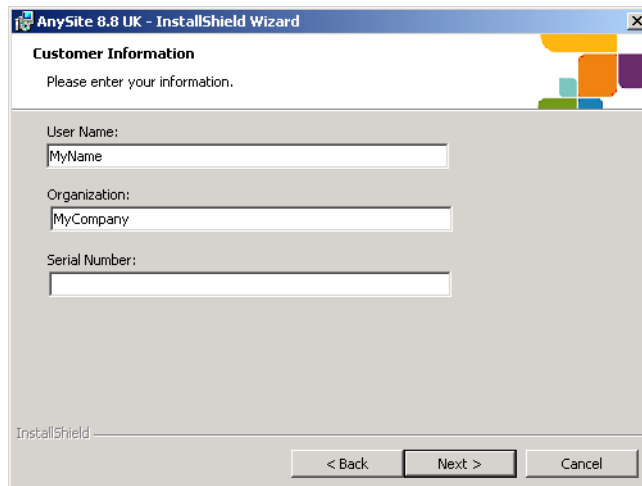 AnySite 8.8 UK - InstallShield Wizard
Customer Information
Please enter your information.
User Name:
MyName
Organization:
MyCompany
Serial Number:
InstallShield
< Back Next > Cancel